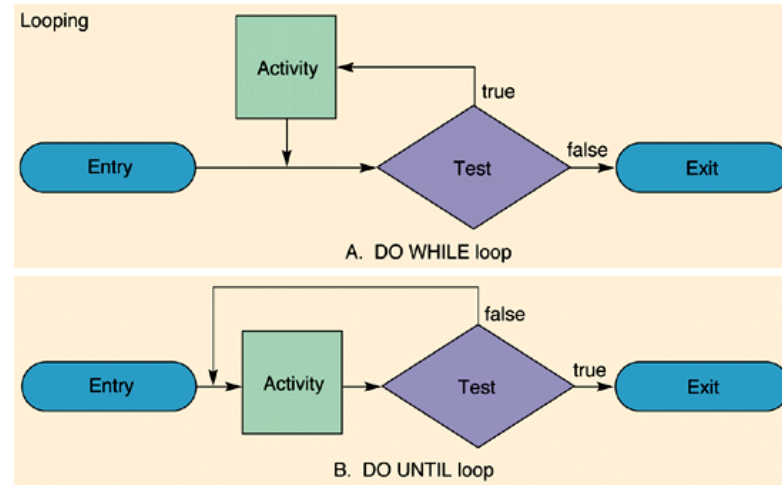 Looping
Activity
true
Entry
Test
false
Exit
A. DO WHILE loop
false
Entry
Activity
Test
true
Exit
B. DO UNTIL loop